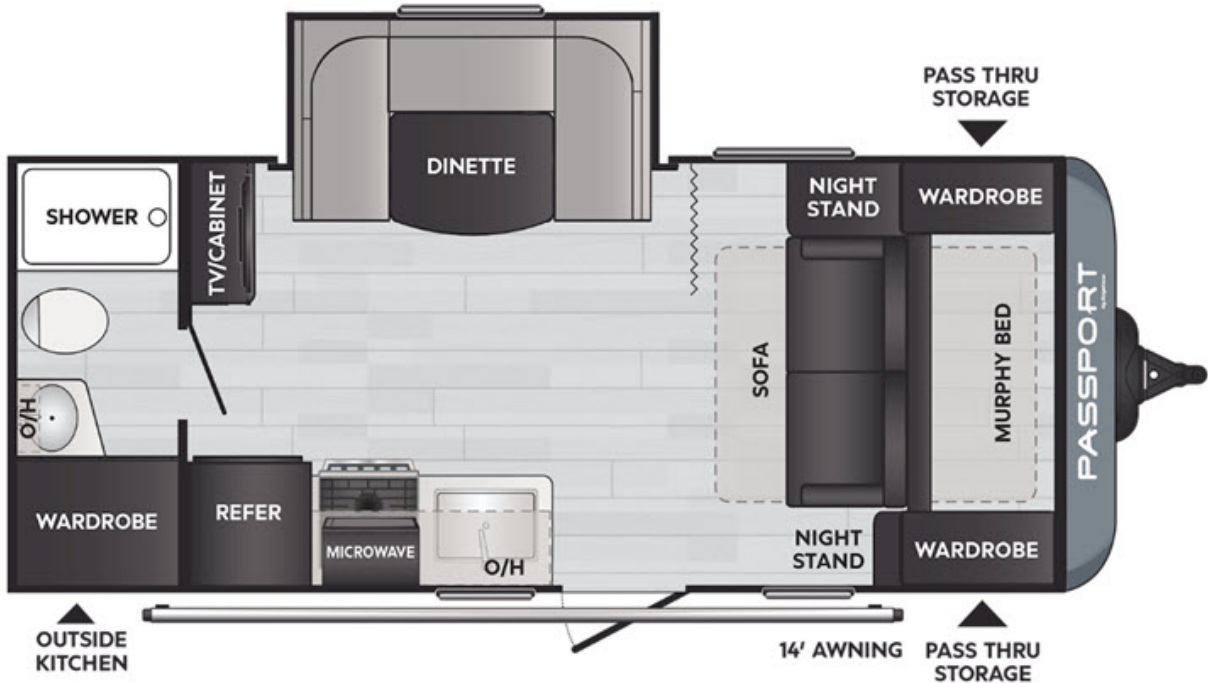 PASS THRU
STORAGE
DINETTE
SHOWER
TV/CABINET
NIGHT
STAND
WARDROBE
SOFA
MURPHY BED
PASSPORT
O/H
WARDROBE
REFER
MICROWAVE
O/H
NIGHT
STAND
WARDROBE
OUTSIDE
KITCHEN
14' AWNING
PASS THRU
STORAGE